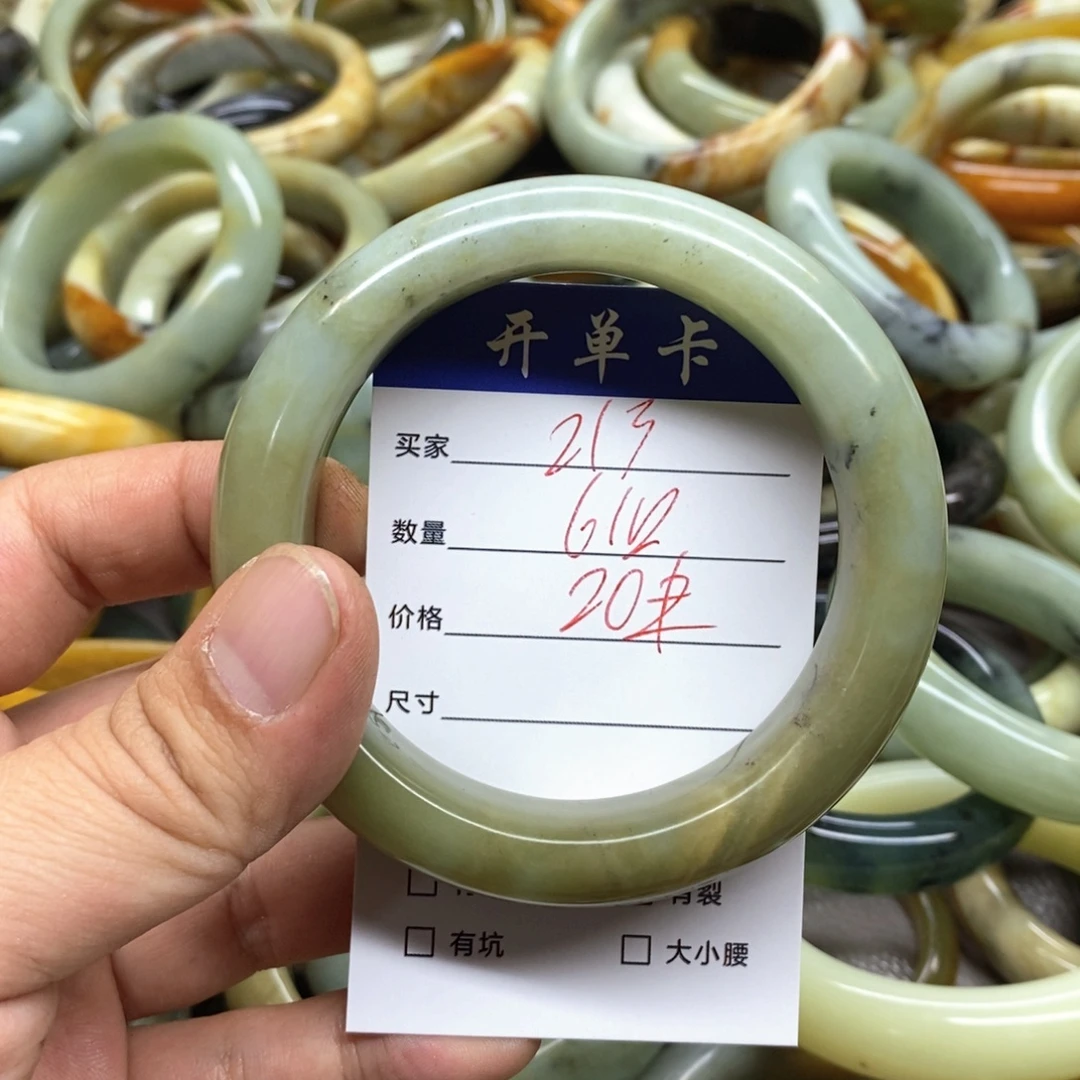 开单卡
买家 213
数量
价格 20
尺寸
有裂
有坑 大小腰